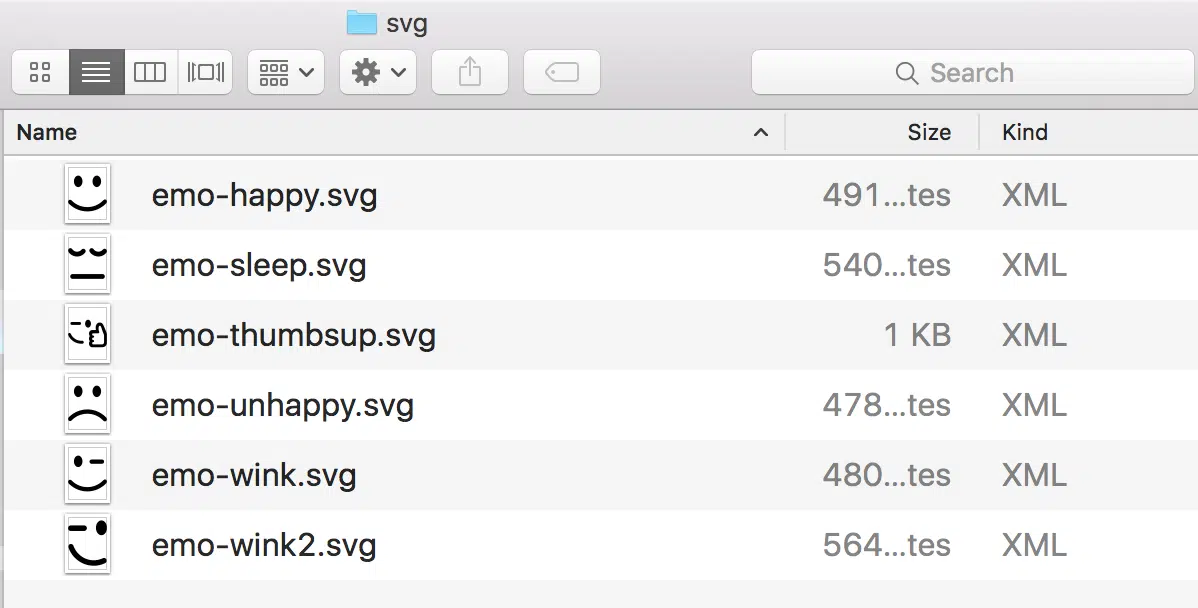 svg
Search
Name Size Kind
emo-happy.svg 491...tes XML
emo-sleep.svg 540...tes XML
emo-thumbsup.svg 1 KB XML
emo-unhappy.svg 478...tes XML
emo-wink.svg 480...tes XML
emo-wink2.svg 564...tes XML